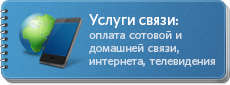 Услуги связи:
оплата сотовой и
домашней связи,
интернета, телевидения